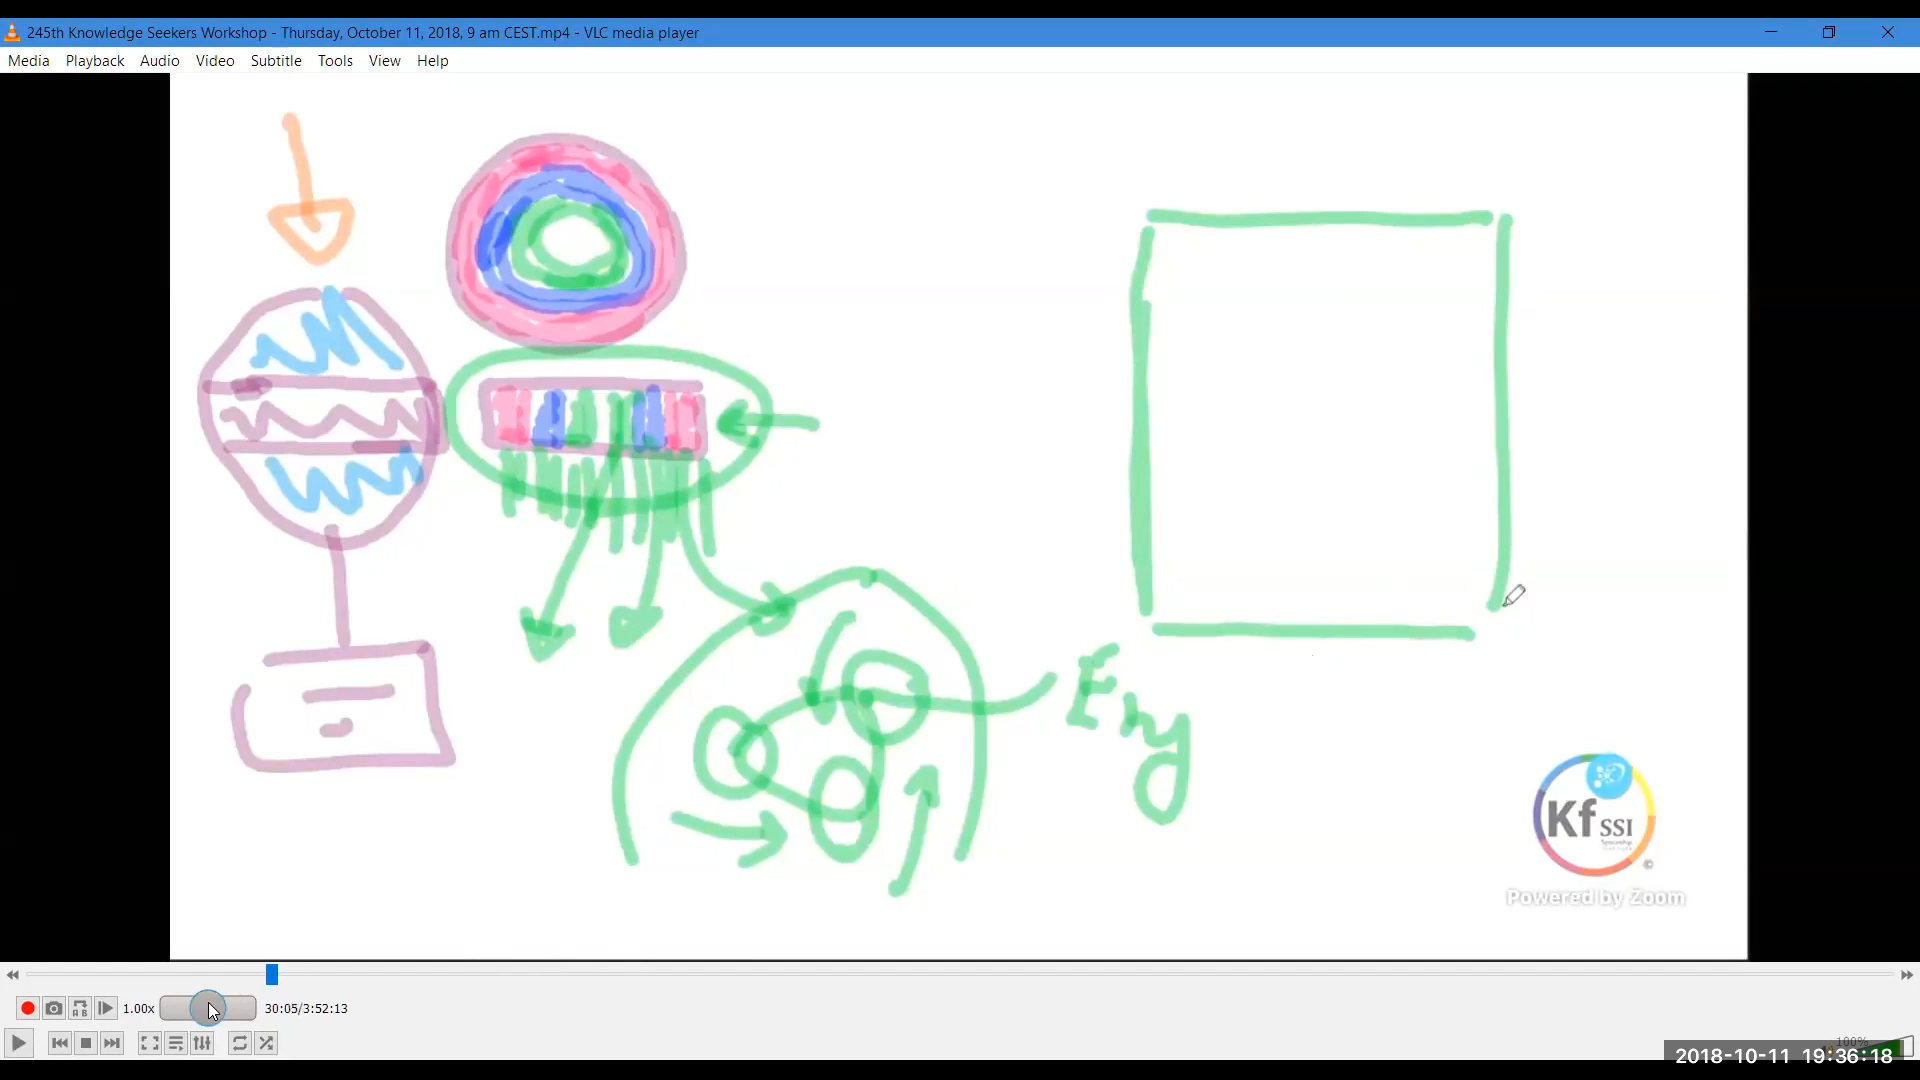 245th Knowledge Seekers Workshop - Thursday, October 11, 2018, 9 am CEST.mp4 - VLC media player
Media Playback Audio Video Subtitle Tools View Help
Eng
Kf SSI
©
Powered by Zoom
1.00x 30:05/3:52:13
100%
2018-10-11 19:36:18